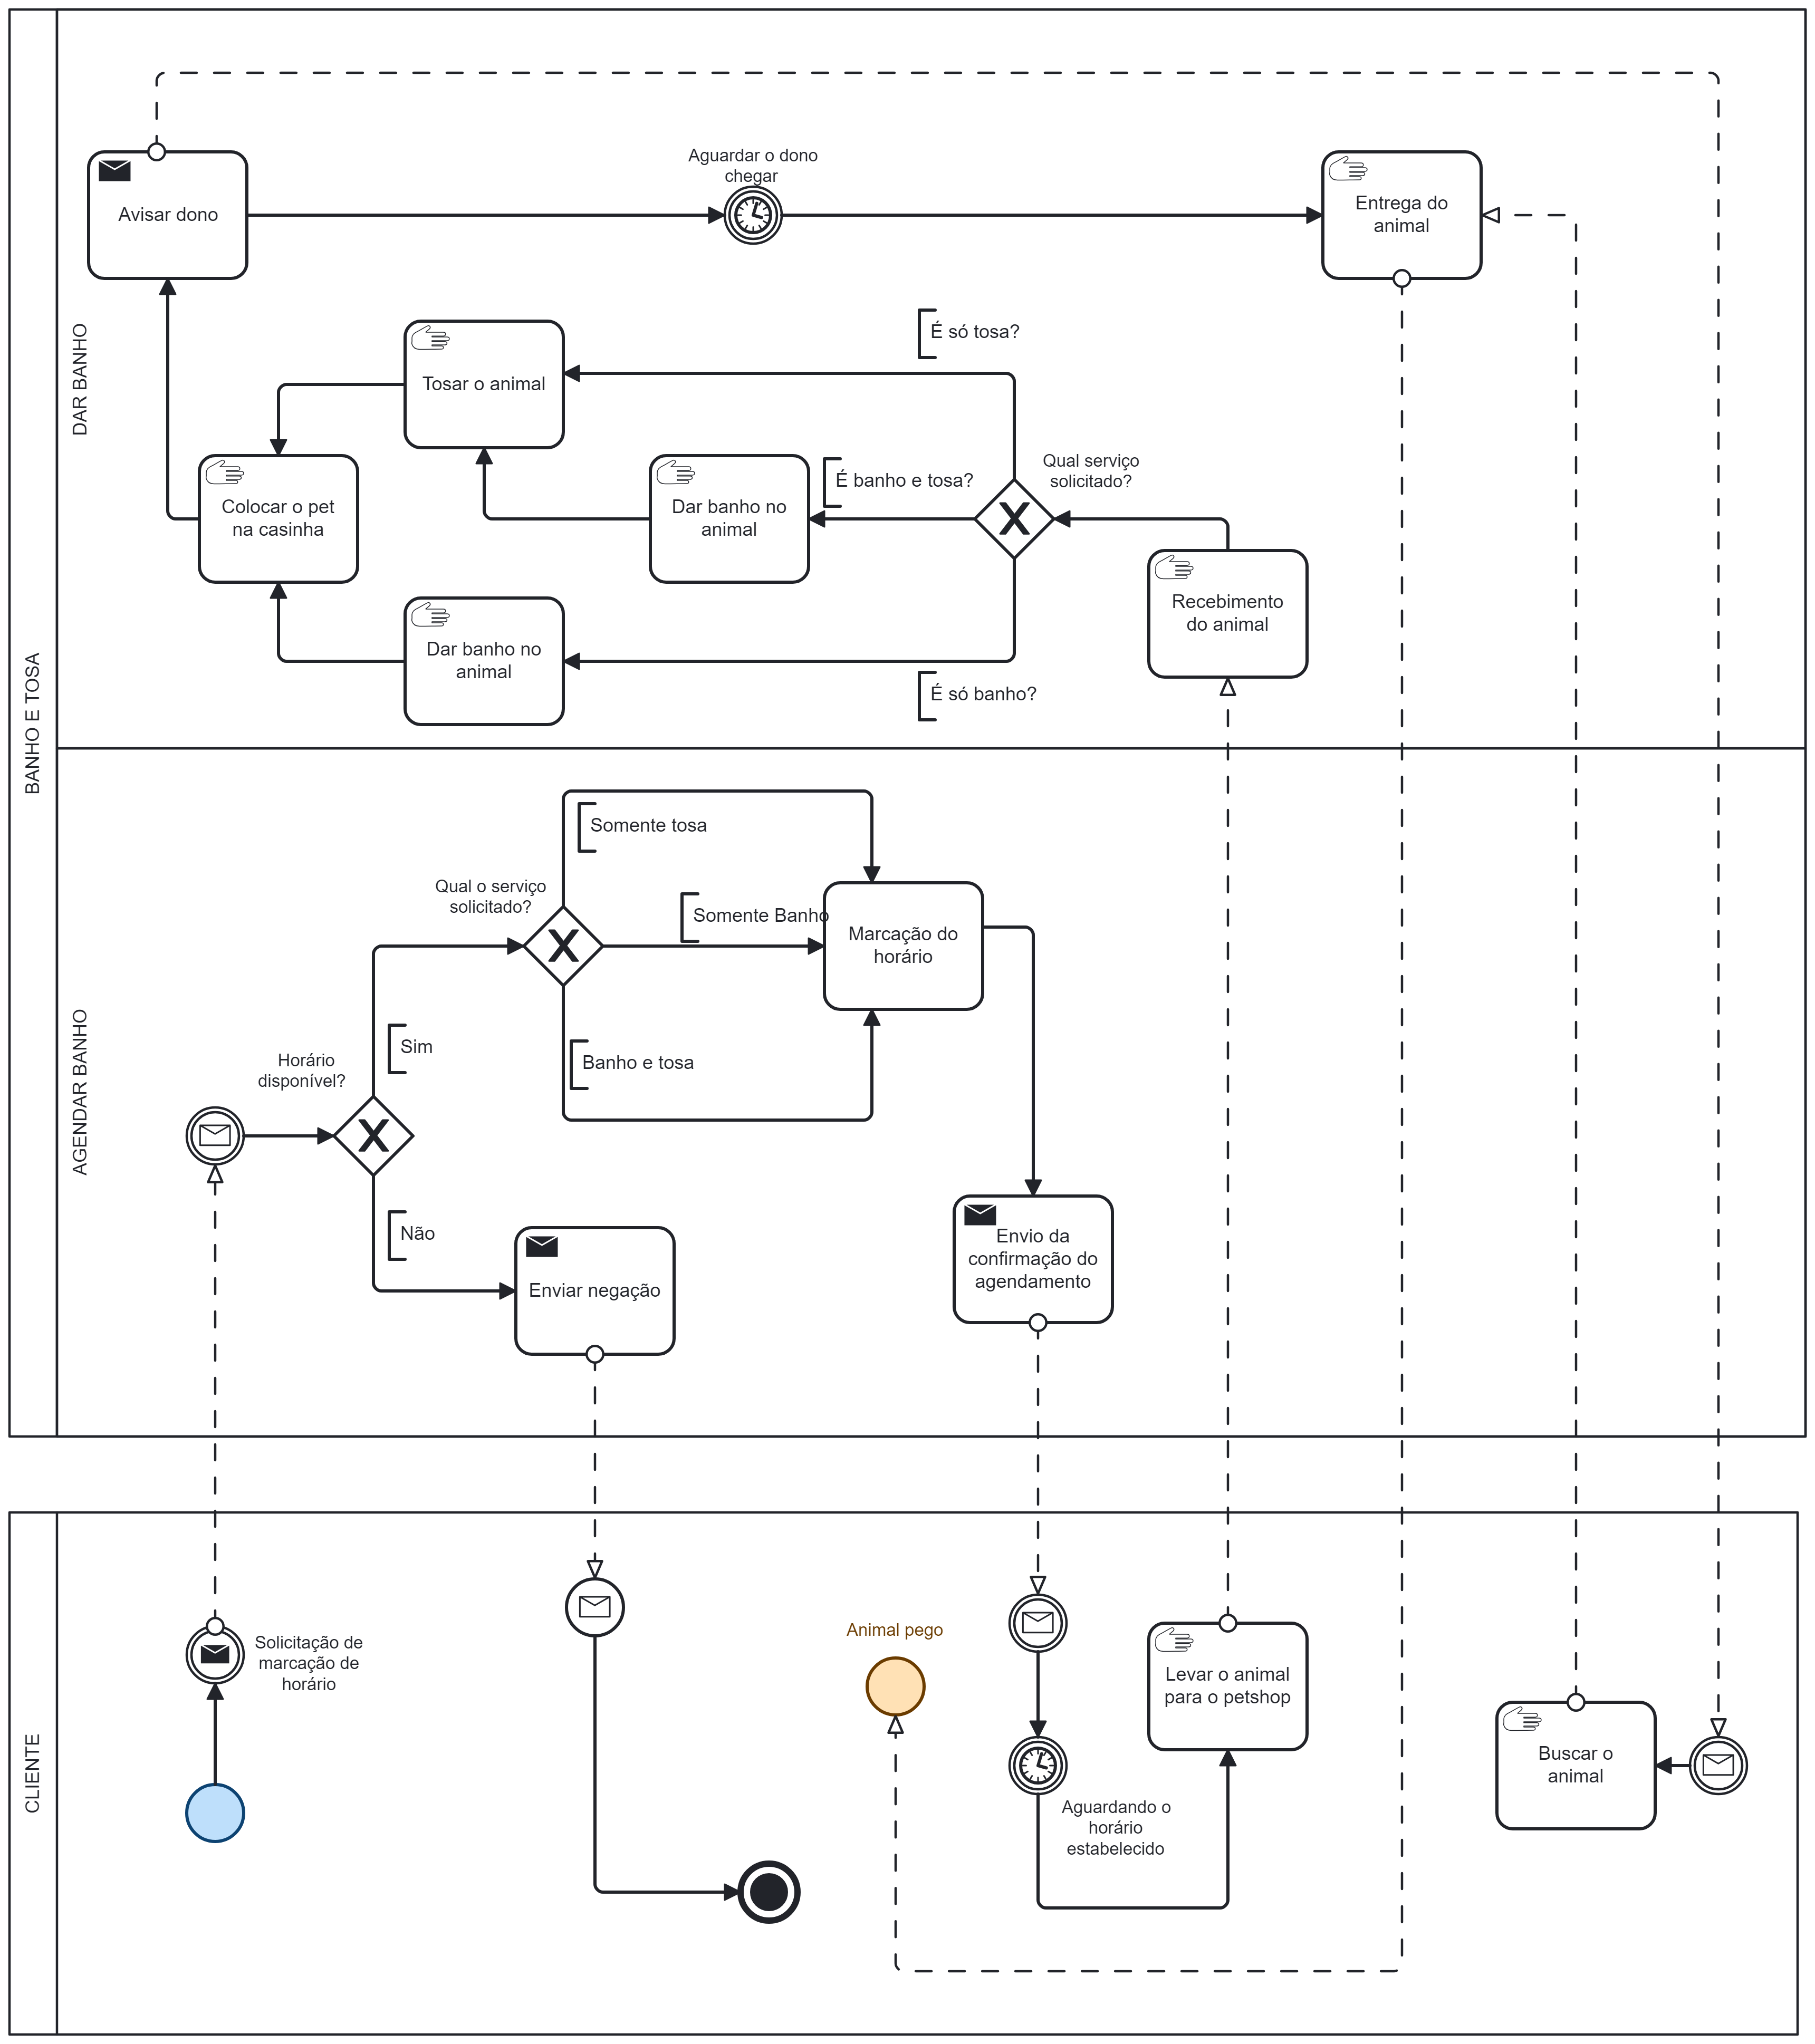 BANHO E TOSA
DAR BANHO
Avisar dono
Aguardar o dono
chegar
Entrega do
animal
É só tosa?
Tosar o animal
Colocar o pet
na casinha
Dar banho no
animal
É banho e tosa?
Qual serviço
solicitado?
Recebimento
do animal
Dar banho no
animal
É só banho?
AGENDAR BANHO
Somente tosa
Qual o serviço
solicitado?
Somente Banho
Marcação do
horário
Sim
Banho e tosa
Horário
disponível?
Não
Enviar negação
Envio da
confirmação do
agendamento
CLIENTE
Solicitação de
marcação de
horário
Animal pego
Levar o animal
para o petshop
Aguardando o
horário
estabelecido
Buscar o
animal